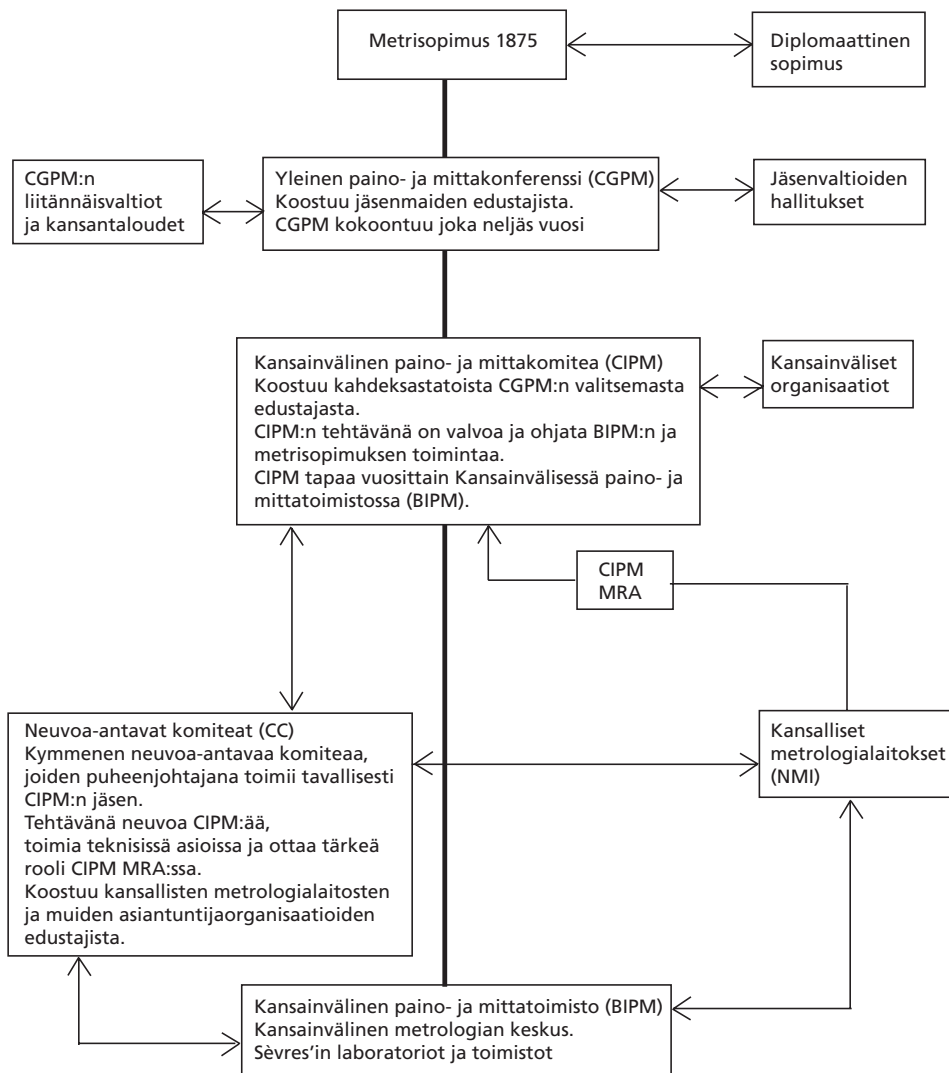 Metrisopimus 1875
Diplomaattinen
sopimus
CGPM:n
liitännäisvaltiot
ja kansantaloudet
Yleinen paino- ja mittakonferenssi (CGPM)
Koostuu jäsenmaiden edustajista.
CGPM kokoontuu joka neljäs vuosi
Jäsenvaltioiden
hallitukset
Kansainvälinen paino- ja mittakomitea (CIPM)
Koostuu kahdeksastatoista CGPM:n valitsemasta
edustajasta.
CIPM:n tehtävänä on valvoa ja ohjata BIPM:n ja
metrisopimuksen toimintaa.
CIPM tapaa vuosittain Kansainvälisessä paino- ja
mittatoimistossa (BIPM).
Kansainväliset
organisaatiot
CIPM
MRA
Neuvoa-antavat komiteat (CC)
Kymmenen neuvoa-antavaa komiteaa,
joiden puheenjohtajana toimii tavallisesti
CIPM:n jäsen.
Tehtävänä neuvoa CIPM:ää,
toimia teknisissä asioissa ja ottaa tärkeä
rooli CIPM MRA:ssa.
Koostuu kansallisten metrologialaitosten
ja muiden asiantuntijaorganisaatioiden
edustajista.
Kansalliset
metrologialaitokset
(NMI)
Kansainvälinen paino- ja mittatoimisto (BIPM)
Kansainvälinen metrologian keskus.
Sèvres'in laboratoriot ja toimistot